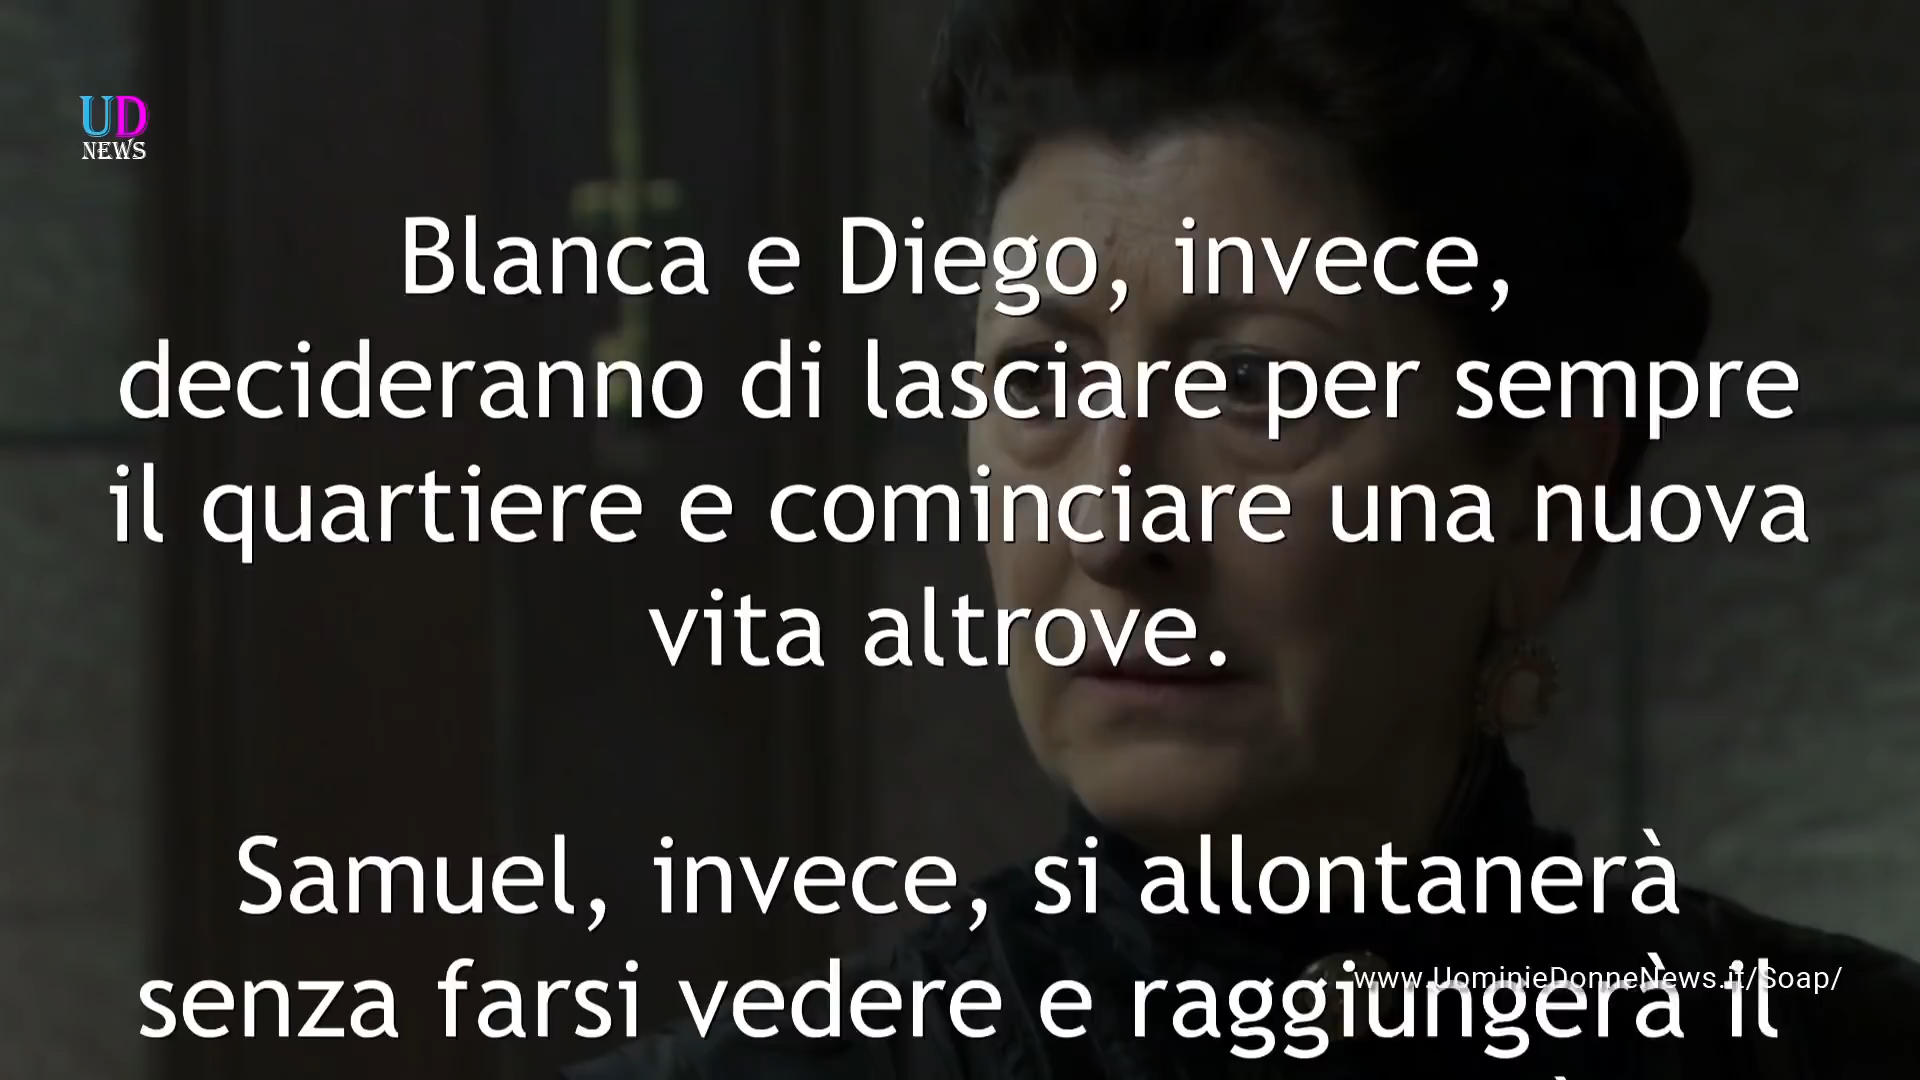 UD
NEWS
Blanca e Diego, invece,
decideranno di lasciare per sempre
il quartiere e cominciare una nuova
vita altrove.
Samuel, invece, si allontanerà
senza farsi vedere e raggiungerà il
www.UominieDonneNews.it/Soap/